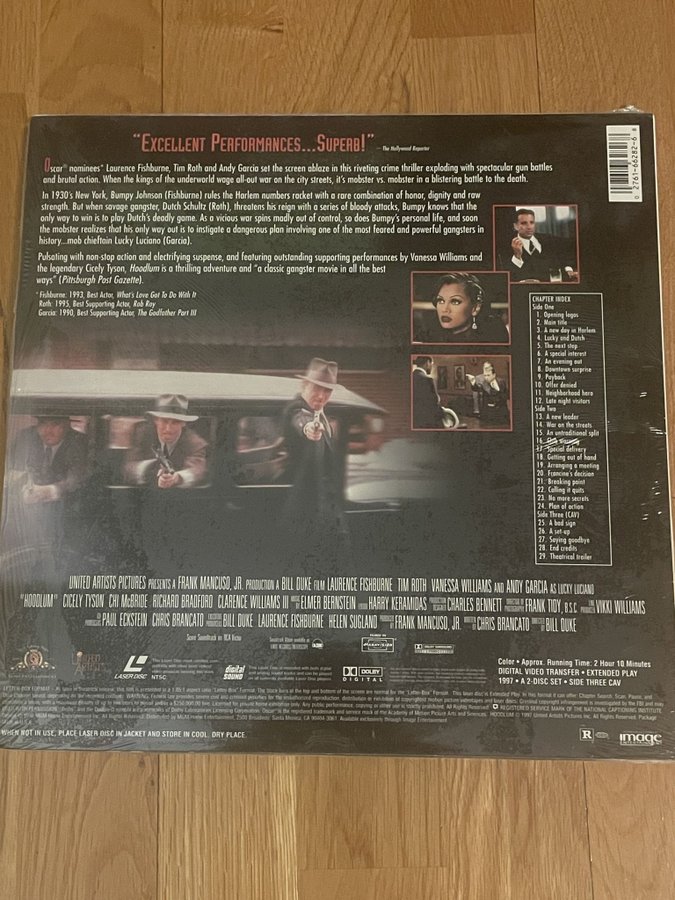 "EXCELLENT PERFORMANCES...SUPERB!" — The Hollywood Reporter
Oscar® nominees* Laurence Fishburne, Tim Roth and Andy Garcia set the screen ablaze in this riveting crime thriller exploding with spectacular gun battles
and brutal action. When the kings of the underworld wage all-out war on the city streets, it's mobster vs. mobster in a blistering battle to the death.
In 1930's New York, Bumpy Johnson (Fishburne) rules the Harlem numbers racket with a rare combination of honor, dignity and raw
strength. But when savage gangster, Dutch Schultz (Roth), threatens his reign with a series of bloody attacks, Bumpy knows that the
only way to win is to play Dutch's deadly game. As a vicious war spins madly out of control, so does Bumpy's personal life, and soon
the mobster realizes that his only way out is to instigate a dangerous plan involving one of the most feared and powerful gangsters in
history...mob chieftain Lucky Luciano (Garcia).
Pulsating with non-stop action and electrifying suspense, and featuring outstanding supporting performances by Vanessa Williams and
the legendary Cicely Tyson, Hoodlum is a thrilling adventure and "a classic gangster movie in all the best
ways" (Pittsburgh Post Gazette).
* Fishburne: 1993, Best Actor, What's Love Got To Do With It
Roth: 1995, Best Supporting Actor, Rob Roy
Garcia: 1990, Best Supporting Actor, The Godfather Part III
0 27616-6282-6 8
CHAPTER INDEX
Side One
1. Opening logos
2. Main title
3. A new day in Harlem
4. Lucky and Dutch
5. The next stop
6. A special interest
7. An evening out
8. Downtown surprise
9. Payback
10. Offer denied
11. Neighborhood hero
12. Late night visitors
Side Two
13. A new leader
14. War on the streets
15. An untraditional split
16. warning
17. Special delivery
18. Getting out of hand
19. Arranging a meeting
20. Francine's decision
21. Breaking point
22. Calling it quits
23. No more secrets
24. Plan of action
Side Three (CAV)
25. A bad sign
26. A set-up
27. Saying goodbye
28. End credits
29. Theatrical trailer
UNITED ARTISTS PICTURES PRESENTS A FRANK MANCUSO, JR. PRODUCTION A BILL DUKE FILM LAURENCE FISHBURNE TIM ROTH VANESSA WILLIAMS AND ANDY GARCIA AS LUCKY LUCIANO
"HOODLUM" CICELY TYSON CHI McBRIDE RICHARD BRADFORD CLARENCE WILLIAMS III ELMER BERNSTEIN HARRY KERAMIDAS CHARLES BENNETT FRANK TIDY, B.S.C. VIKKI WILLIAMS
PAUL ECKSTEIN CHRIS BRANCATO BILL DUKE LAURENCE FISHBURNE HELEN SUGLAND FRANK MANCUSO, JR. CHRIS BRANCATO BILL DUKE
LASER DISC
NTSC
digital SOUND
DOLBY DIGITAL
Color • Approx. Running Time: 2 Hour 10 Minutes
DIGITAL VIDEO TRANSFER • EXTENDED PLAY
1997 • A 2-DISC SET • SIDE THREE CAV
WHEN NOT IN USE, PLACE LASER DISC IN JACKET AND STORE IN COOL, DRY PLACE.
R
image